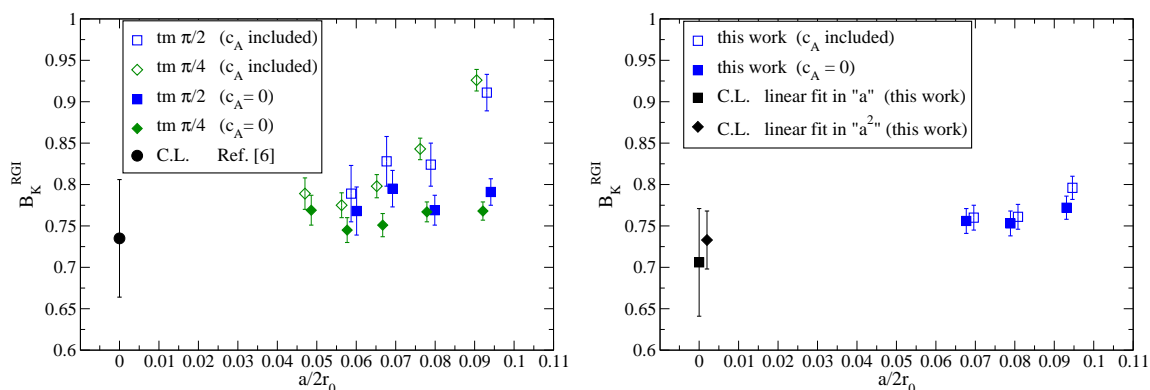 1
0.95
0.9
0.85
0.8
0.75
0.7
0.65
0.6
B_K^RGI
tm π/2 (c_A included)
tm π/4 (c_A included)
tm π/2 (c_A= 0)
tm π/4 (c_A= 0)
C.L. Ref. [6]
0 0.01 0.02 0.03 0.04 0.05 0.06 0.07 0.08 0.09 0.1 0.11
a/2r_0
1
0.95
0.9
0.85
0.8
0.75
0.7
0.65
0.6
B_K^RGI
this work (c_A included)
this work (c_A = 0)
C.L. linear fit in "a" (this work)
C.L. linear fit in "a^2" (this work)
0 0.01 0.02 0.03 0.04 0.05 0.06 0.07 0.08 0.09 0.1 0.11
a/2r_0